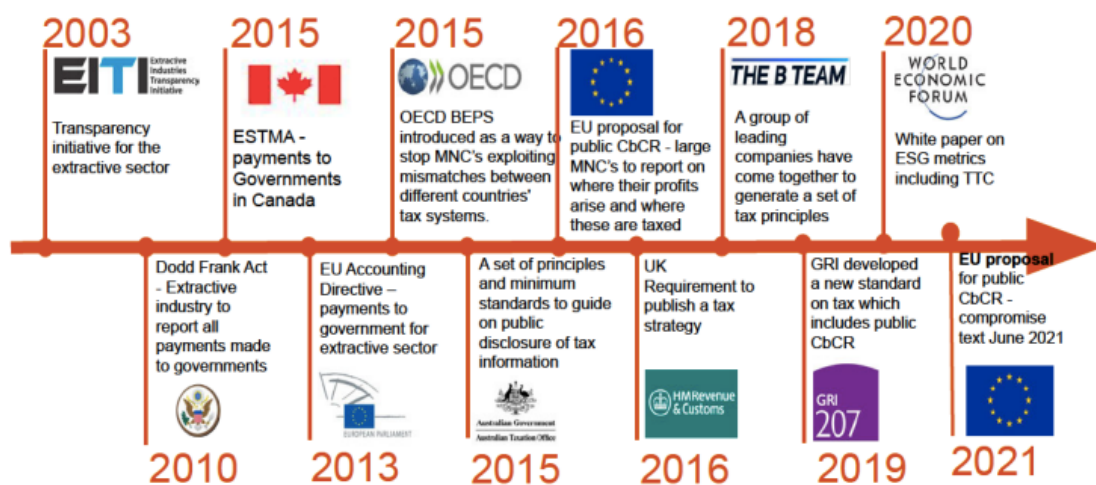 2003
EITI
Extractive
Industries
Transparency
Initiative
Transparency
initiative for the
extractive sector
2015
ESTMA -
payments to
Governments
in Canada
2015
OECD
OECD BEPS
introduced as a way to
stop MNC's exploiting
mismatches between
different countries'
tax systems.
2016
EU proposal for
public CbCR - large
MNC's to report on
where their profits
arise and where
these are taxed
2018
THE B TEAM
A group of
leading
companies have
come together to
generate a set of
tax principles
2020
WORLD
ECONOMIC
FORUM
White paper on
ESG metrics
including TTC
Dodd Frank Act
- Extractive
industry to
report all
payments made
to governments
2010
EU Accounting
Directive –
payments to
government for
extractive sector
EUROPEAN PARLIAMENT
2013
A set of principles
and minimum
standards to guide
on public
disclosure of tax
information
Australian Government
Australian Taxation Office
2015
UK
Requirement to
publish a tax
strategy
HM Revenue
& Customs
2016
GRI developed
a new standard
on tax which
includes public
CbCR
GRI
207
2019
EU proposal
for public
CbCR -
compromise
text June 2021
2021